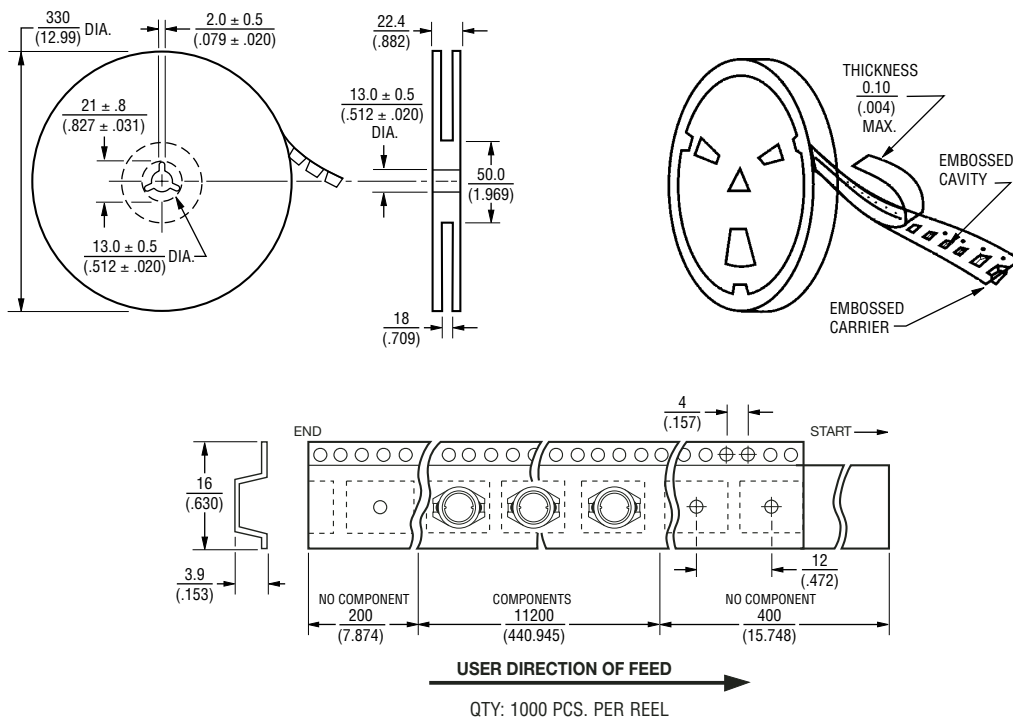 330
(12.99)
DIA.
2.0 ± 0.5
(.079 ± .020)
21 ± .8
(.827 ± .031)
13.0 ± 0.5
(.512 ± .020)
DIA.
22.4
(.882)
13.0 ± 0.5
(.512 ± .020)
DIA.
50.0
(1.969)
18
(.709)
THICKNESS
0.10
(.004)
MAX.
EMBOSSED
CAVITY
EMBOSSED
CARRIER
16
(.630)
3.9
(.153)
END
4
(.157)
START
12
(.472)
NO COMPONENT
200
(7.874)
COMPONENTS
11200
(440.945)
NO COMPONENT
400
(15.748)
USER DIRECTION OF FEED
QTY: 1000 PCS. PER REEL